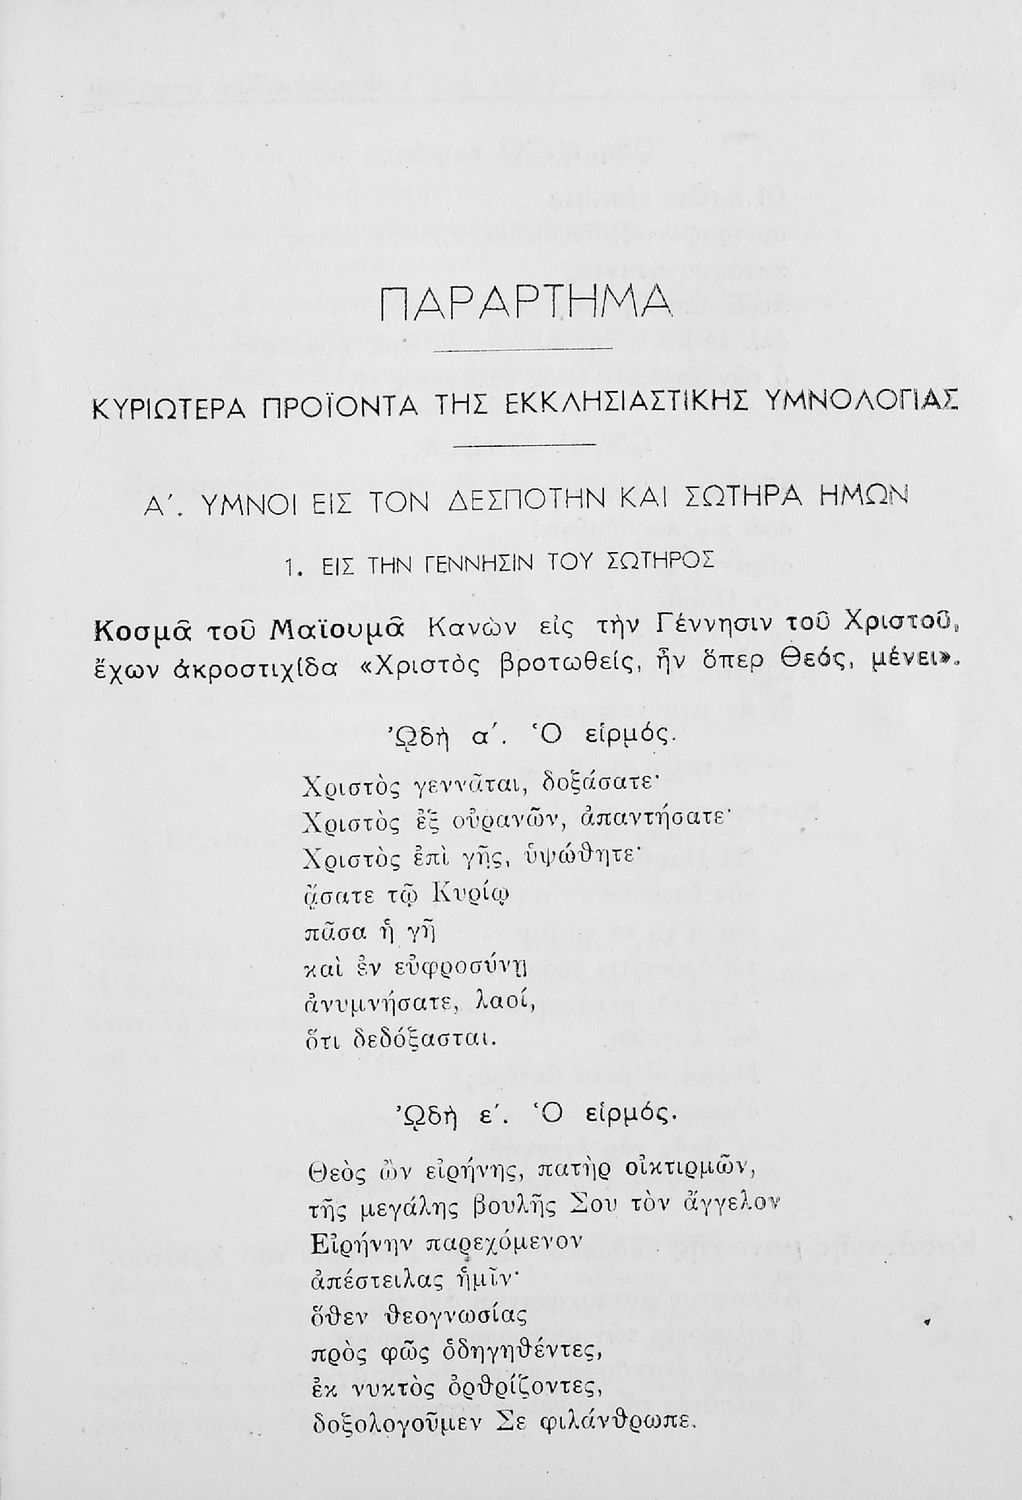 ΠΑΡΑΡΤΗΜΑ
ΚΥΡΙΩΤΕΡΑ ΠΡΟΪΟΝΤΑ ΤΗΣ ΕΚΚΛΗΣΙΑΣΤΙΚΗΣ ΥΜΝΟΛΟΓΙΑΣ
Α΄. ΥΜΝΟΙ ΕΙΣ ΤΟΝ ΔΕΣΠΟΤΗΝ ΚΑΙ ΣΩΤΗΡΑ ΗΜΩΝ
1. ΕΙΣ ΤΗΝ ΓΕΝΝΗΣΙΝ ΤΟΥ ΣΩΤΗΡΟΣ
Κοσμᾶ τοῦ Μαϊουμᾶ Κανὼν εἰς τὴν Γέννησιν τοῦ Χριστοῦ,
ἔχων ἀκροστιχίδα «Χριστὸς βροτωθείς, ἦν ὅπερ Θεός, μένει».
ᾨδὴ α΄. Ὁ εἱρμός.
Χριστὸς γεννᾶται, δοξάσατε·
Χριστὸς ἐξ οὐρανῶν, ἀπαντήσατε·
Χριστὸς ἐπὶ γῆς, ὑψώθητε·
ᾄσατε τῷ Κυρίῳ
πᾶσα ἡ γῆ
καὶ ἐν εὐφροσύνῃ
ἀνυμνήσατε, λαοί,
ὅτι δεδόξασται.
ᾨδὴ ε΄. Ὁ εἱρμός.
Θεὸς ὢν εἰρήνης, πατὴρ οἰκτιρμῶν,
τῆς μεγάλης βουλῆς Σου τὸν ἄγγελον
Εἰρήνην παρεχόμενον
ἀπέστειλας ἡμῖν·
ὅθεν θεογνωσίας
πρὸς φῶς ὁδηγηθέντες,
ἐκ νυκτὸς ὀρθρίζοντες,
δοξολογοῦμεν Σε φιλάνθρωπε.